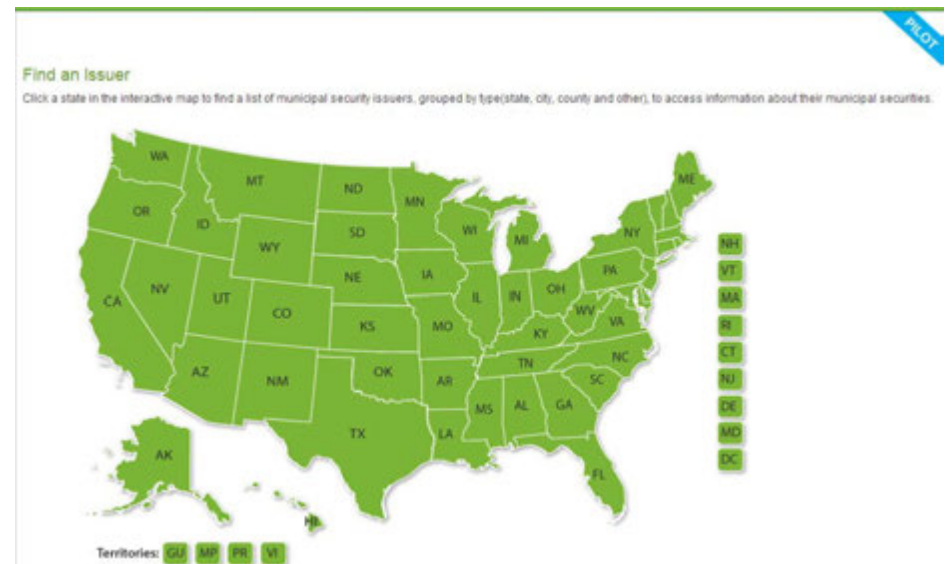 PILOT
Find an Issuer
Click a state in the interactive map to find a list of municipal security issuers, grouped by type(state, city, county and other), to access information about their municipal securities.
WA
MT
ND
MN
ME
OR
ID
SD
WI
MI
NY
WY
NH
NE
IA
PA
VT
CA
NV
UT
CO
IL
IN
OH
WV
VA
MA
KS
MO
KY
RI
AZ
NM
OK
AR
TN
NC
CT
SC
NJ
TX
LA
MS
AL
GA
DE
MD
AK
FL
DC
HI
Territories: GU MP PR VI